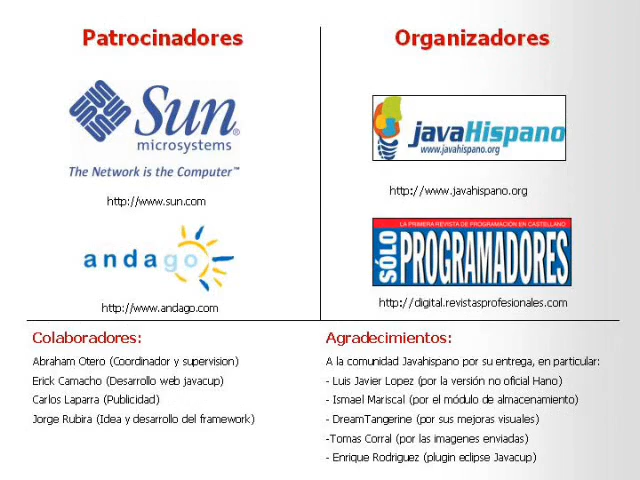 Patrocinadores
Sun
microsystems
The Network is the Computer™
http://www.sun.com
andago
http://www.andago.com
Organizadores
javaHispano
www.javahispano.org
http://www.javahispano.org
LA PRIMERA REVISTA DE PROGRAMACIÓN EN CASTELLANO
SÓLO
PROGRAMADORES
http://digital.revistasprofesionales.com
Colaboradores:
Abraham Otero (Coordinador y supervision)
Erick Camacho (Desarrollo web javacup)
Carlos Laparra (Publicidad)
Jorge Rubira (Idea y desarrollo del framework)
Agradecimientos:
A la comunidad Javahispano por su entrega, en particular:
- Luis Javier Lopez (por la versión no oficial Hano)
- Ismael Mariscal (por el módulo de almacenamiento)
- DreamTangerine (por sus mejoras visuales)
-Tomas Corral (por las imagenes enviadas)
- Enrique Rodriguez (plugin eclipse Javacup)